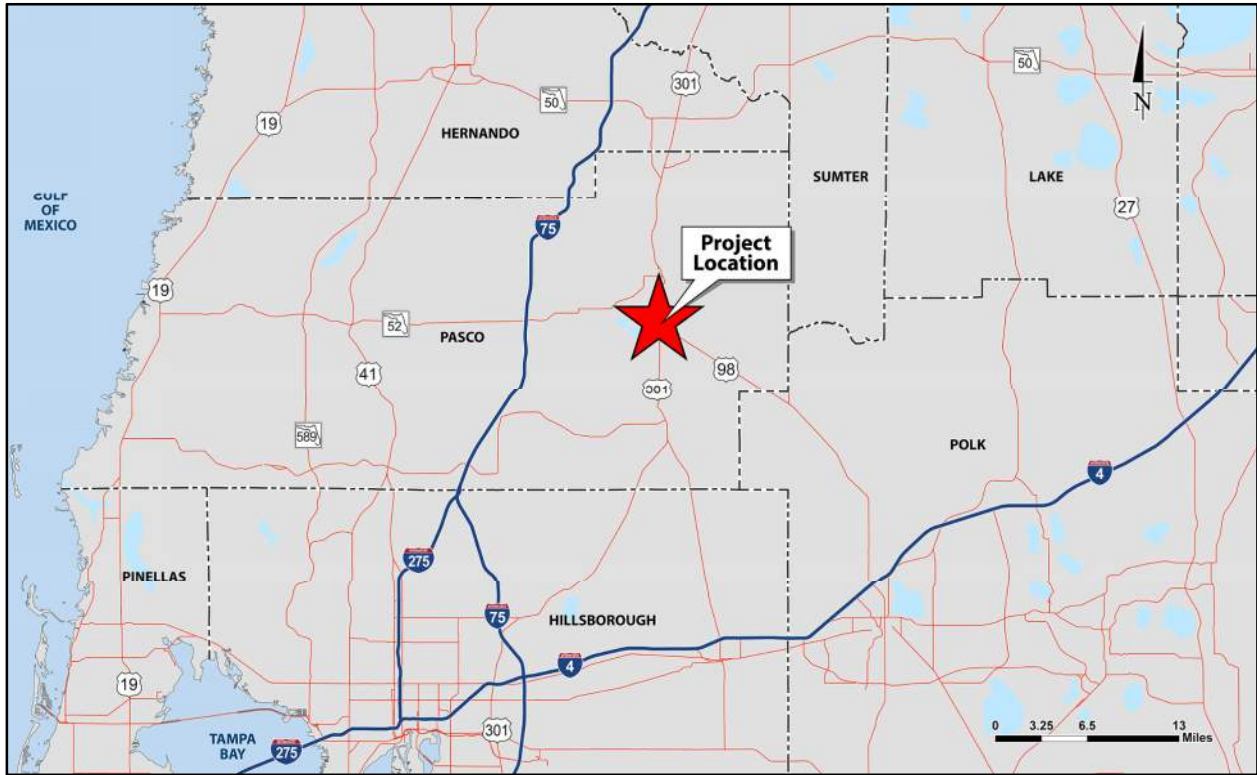 50
301
50
N
19
HERNANDO
SUMTER
LAKE
GULF
OF
MEXICO
27
75
Project
Location
19
52
PASCO
41
98
589
POLK
4
275
PINELLAS
75
HILLSBOROUGH
4
19
301
TAMPA
BAY
275
0 3.25 6.5 13
Miles